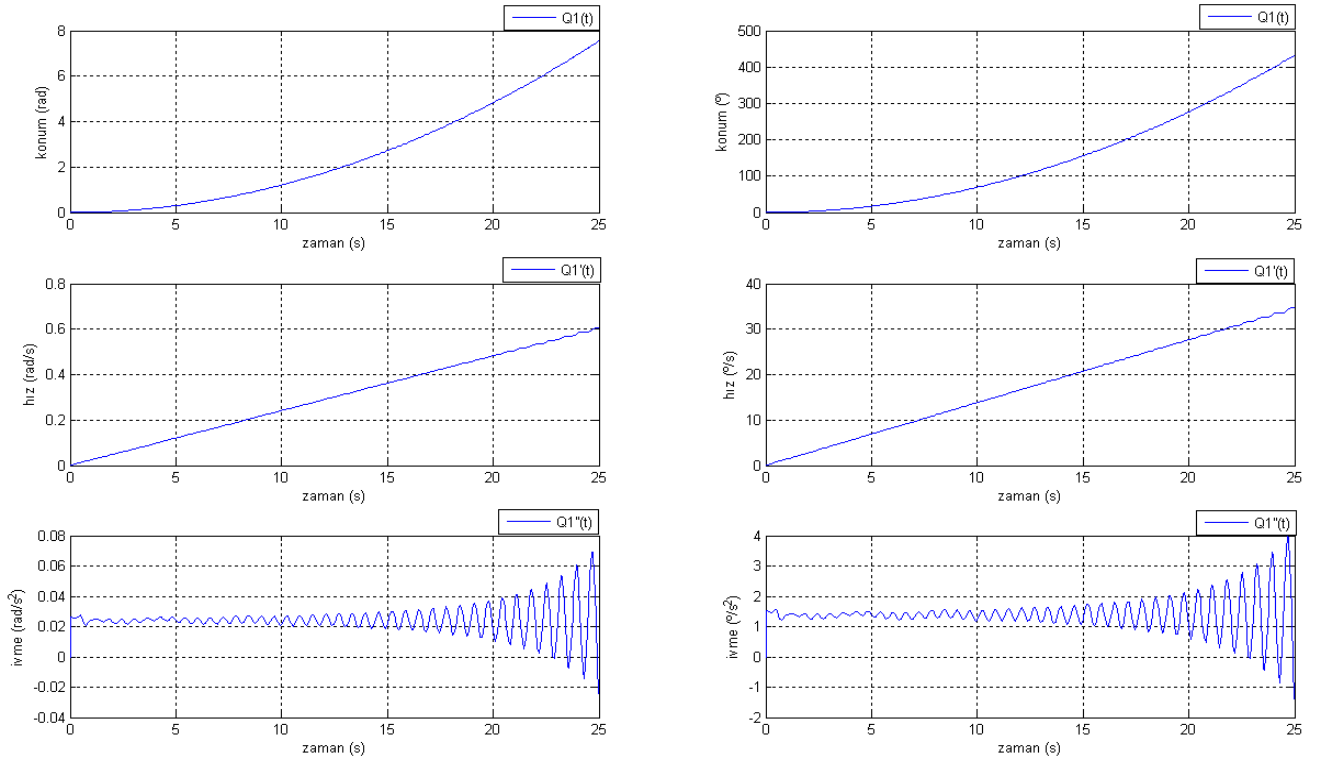 Q1(t)
8
6
4
2
0
konum (rad)
0 5 10 15 20 25
zaman (s)
Q1(t)
500
400
300
200
100
0
konum (º)
0 5 10 15 20 25
zaman (s)
Q1'(t)
0.8
0.6
0.4
0.2
0
hız (rad/s)
0 5 10 15 20 25
zaman (s)
Q1'(t)
40
30
20
10
0
hız (º/s)
0 5 10 15 20 25
zaman (s)
Q1''(t)
0.08
0.06
0.04
0.02
0
-0.02
-0.04
ivme (rad/s²)
0 5 10 15 20 25
zaman (s)
Q1''(t)
4
3
2
1
0
-1
-2
ivme (º/s²)
0 5 10 15 20 25
zaman (s)